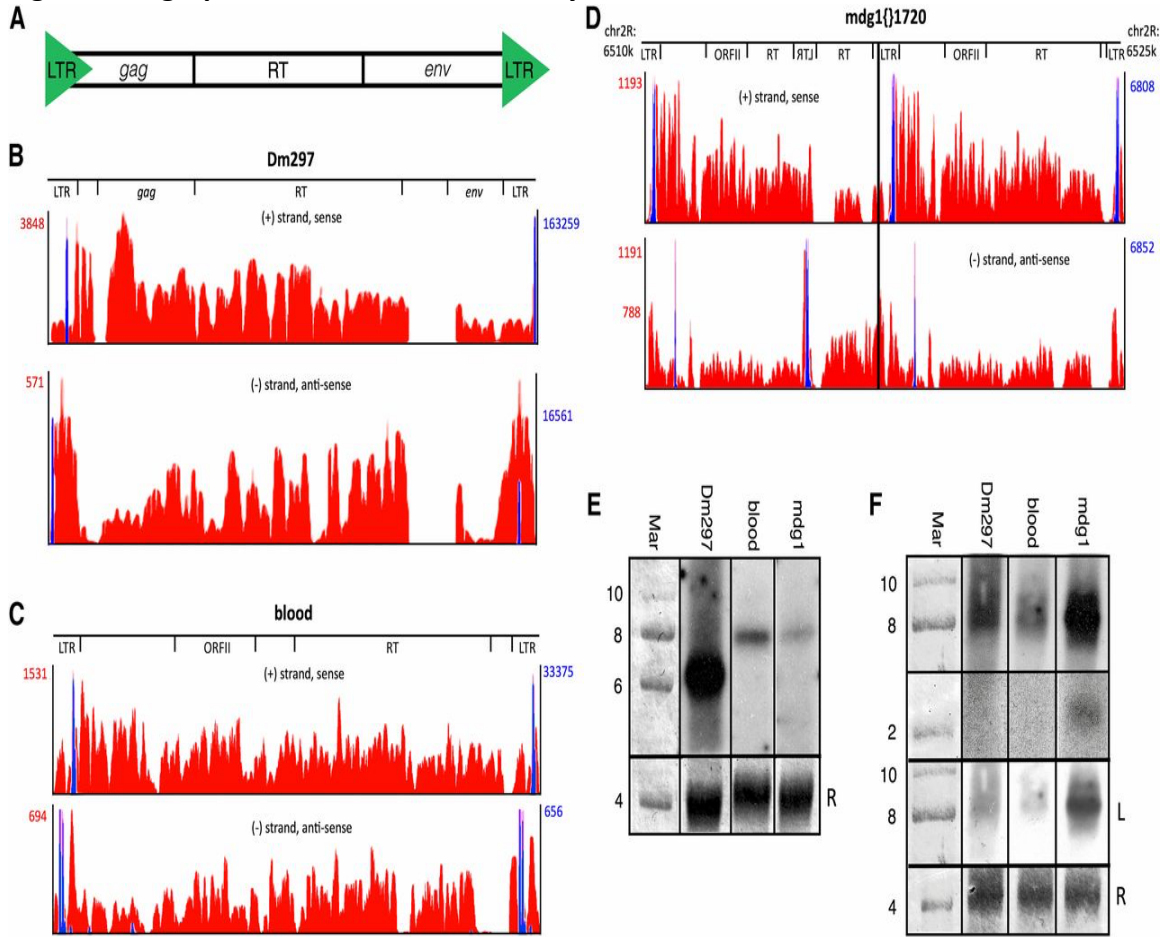 A
LTR gag RT env LTR
B
Dm297
LTR gag RT env LTR
3848 (+) strand, sense 163259
571 (-) strand, anti-sense 16561
C
blood
LTR ORFII RT LTR
1531 (+) strand, sense 33375
694 (-) strand, anti-sense 656
D
mdg1{}1720
chr2R: 6510k
chr2R: 6525k
LTR ORFII RT LTR RT LTR ORFII RT LTR
1193 (+) strand, sense 6808
1191 (-) strand, anti-sense 6852
788
E
Mar Dm297 blood mdg1
10
8
6
4 R
F
Mar Dm297 blood mdg1
10
8
2
10
8 L
4 R